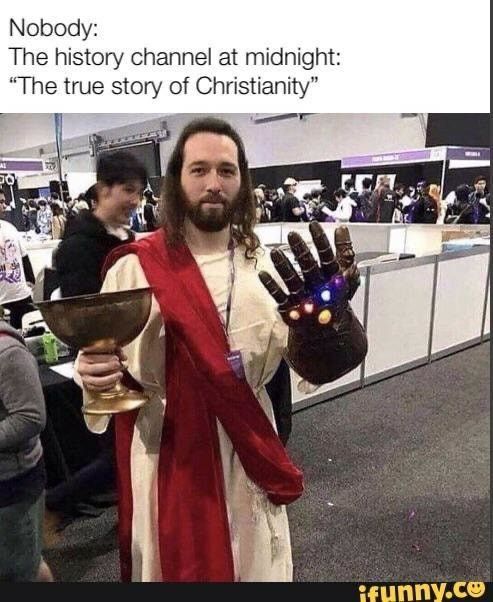 Nobody:
The history channel at midnight:
“The true story of Christianity”
ifunny.co